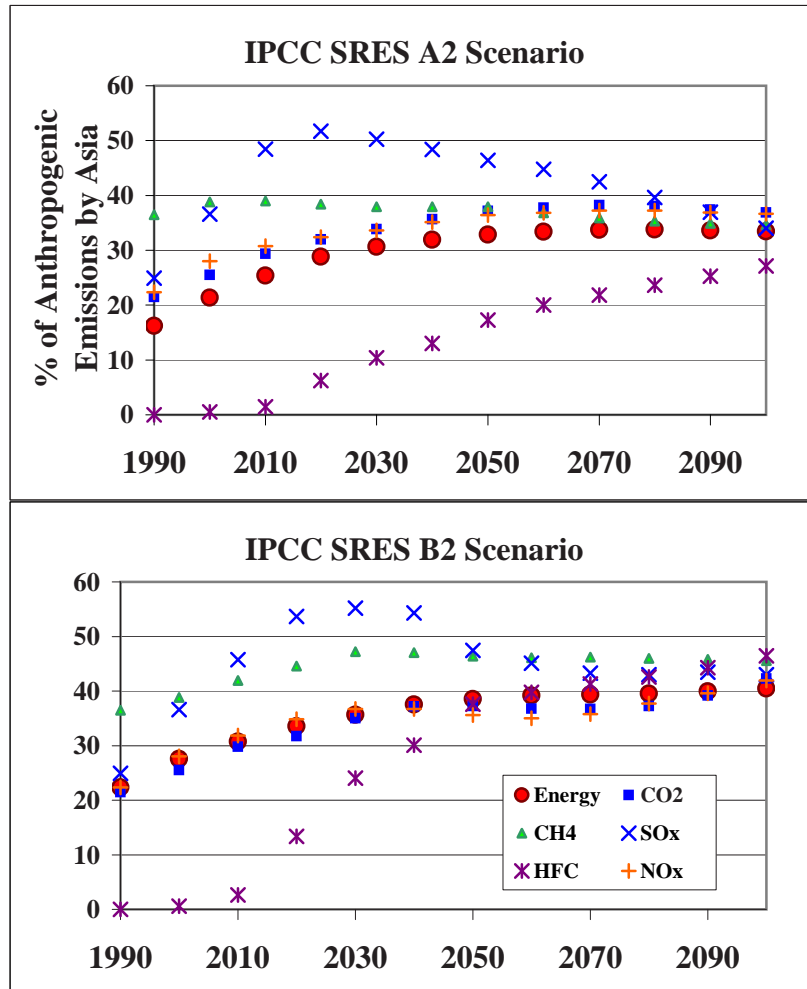 IPCC SRES A2 Scenario
% of Anthropogenic
Emissions by Asia
60
50
40
30
20
10
0
1990 2010 2030 2050 2070 2090
IPCC SRES B2 Scenario
60
50
40
30
20
10
0
Energy CO2
CH4 SOx
HFC NOx
1990 2010 2030 2050 2070 2090